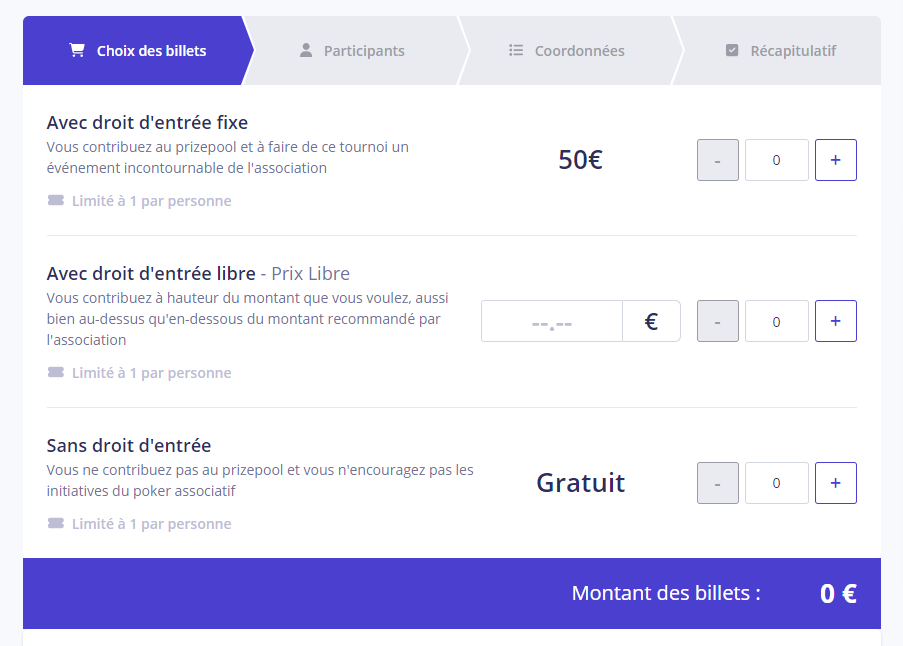 Choix des billets
Participants
Coordonnées
Récapitulatif
Avec droit d'entrée fixe
Vous contribuez au prizepool et à faire de ce tournoi un
événement incontournable de l'association
Limité à 1 par personne
50€
- 0 +
Avec droit d'entrée libre - Prix Libre
Vous contribuez à hauteur du montant que vous voulez, aussi
bien au-dessus qu'en-dessous du montant recommandé par
l'association
Limité à 1 par personne
--.-- €
- 0 +
Sans droit d'entrée
Vous ne contribuez pas au prizepool et vous n'encouragez pas les
initiatives du poker associatif
Limité à 1 par personne
Gratuit
- 0 +
Montant des billets : 0 €